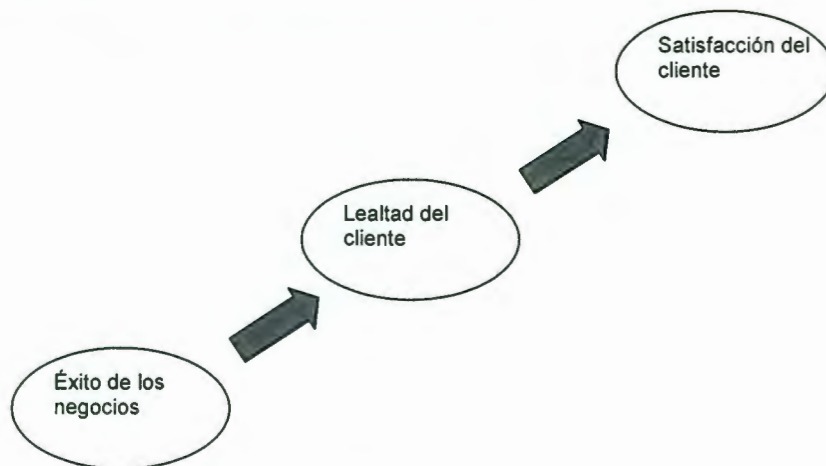 Satisfacción del
cliente
Lealtad del
cliente
Éxito de los
negocios